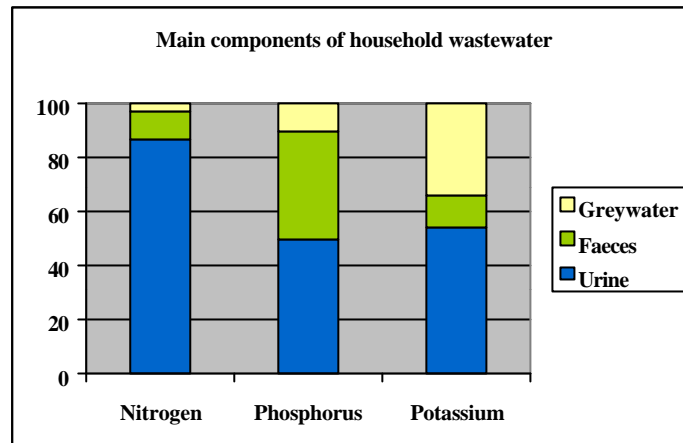 Main components of household wastewater
100
80
60
40
20
0
Nitrogen Phosphorus Potassium
Greywater
Faeces
Urine